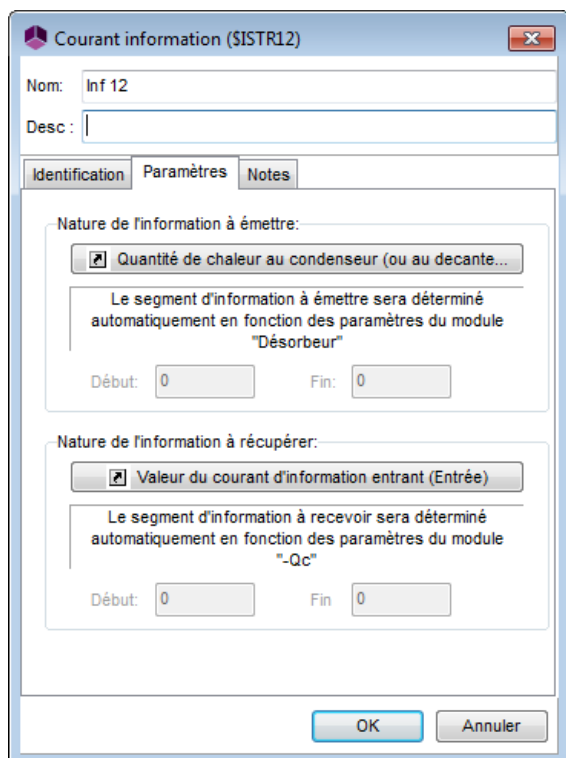 Courant information ($ISTR12)
Nom: Inf 12
Desc :
Identification Paramètres Notes
Nature de l'information à émettre:
Quantité de chaleur au condenseur (ou au decante...
Le segment d'information à émettre sera déterminé
automatiquement en fonction des paramètres du module
"Désorbeur"
Début: 0 Fin: 0
Nature de l'information à récupérer:
Valeur du courant d'information entrant (Entrée)
Le segment d'information à recevoir sera déterminé
automatiquement en fonction des paramètres du module
"-Qc"
Début: 0 Fin 0
OK Annuler